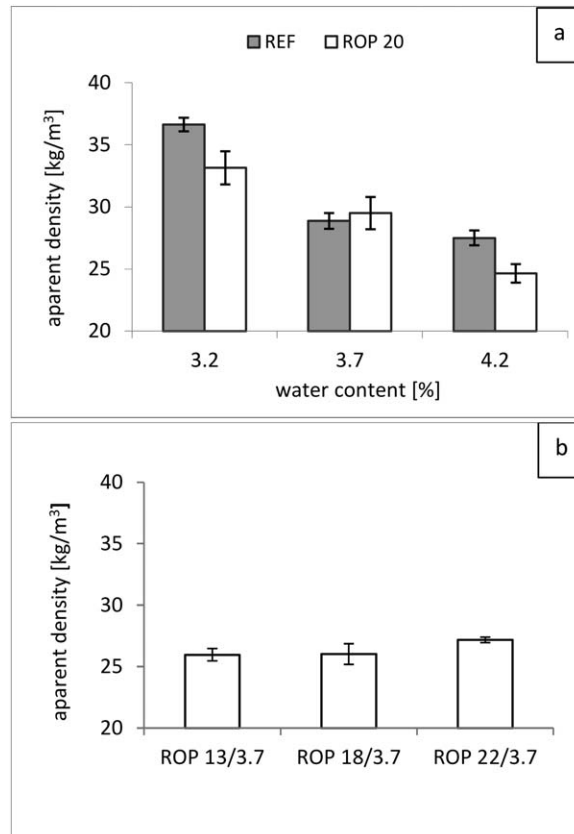 a
REF ROP 20
aparent density [kg/m³]
40
35
30
25
20
3.2 3.7 4.2
water content [%]
b
apparent density [kg/m³]
40
35
30
25
20
ROP 13/3.7 ROP 18/3.7 ROP 22/3.7